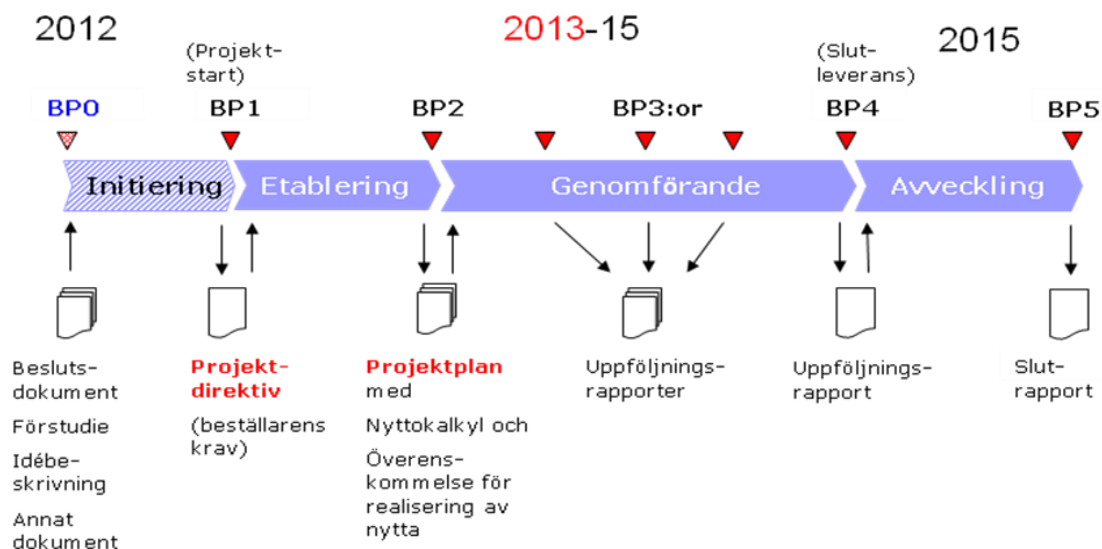 2012
2013-15
2015
(Projekt-
start)
(Slut-
leverans)
BP0
BP1
BP2
BP3:or
BP4
BP5
Initiering
Etablering
Genomförande
Avveckling
Besluts-
dokument
Förstudie
Idébe-
skrivning
Annat
dokument
Projekt-
direktiv
(beställarens
krav)
Projektplan
med
Nyttokalkyl och
Överens-
kommelse för
realisering av
nytta
Uppföljnings-
rapporter
Uppföljnings-
rapport
Slut-
rapport